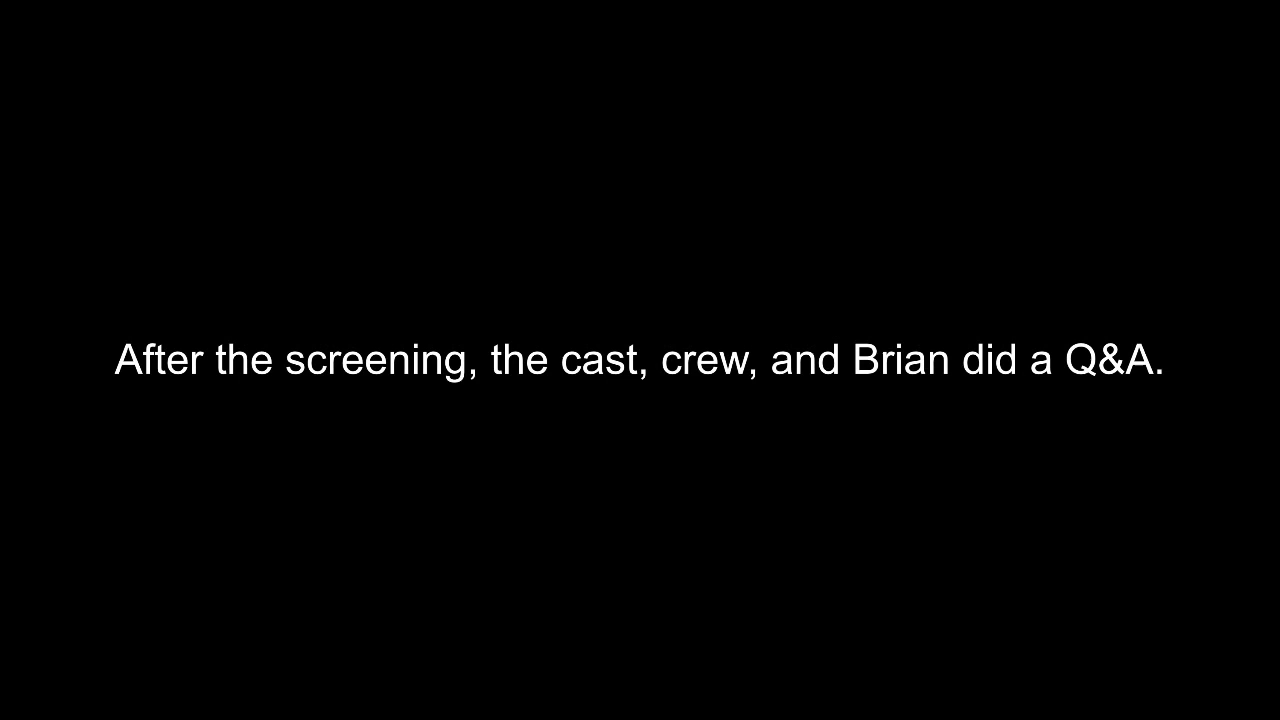 After the screening, the cast, crew, and Brian did a Q&A.